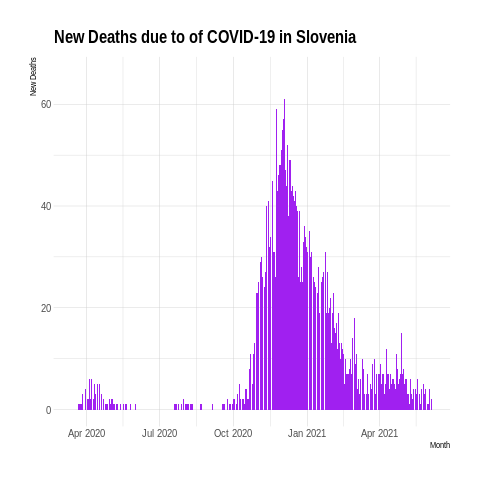 New Deaths due to of COVID-19 in Slovenia
New Deaths
60
40
20
0
Apr 2020 Jul 2020 Oct 2020 Jan 2021 Apr 2021
Month